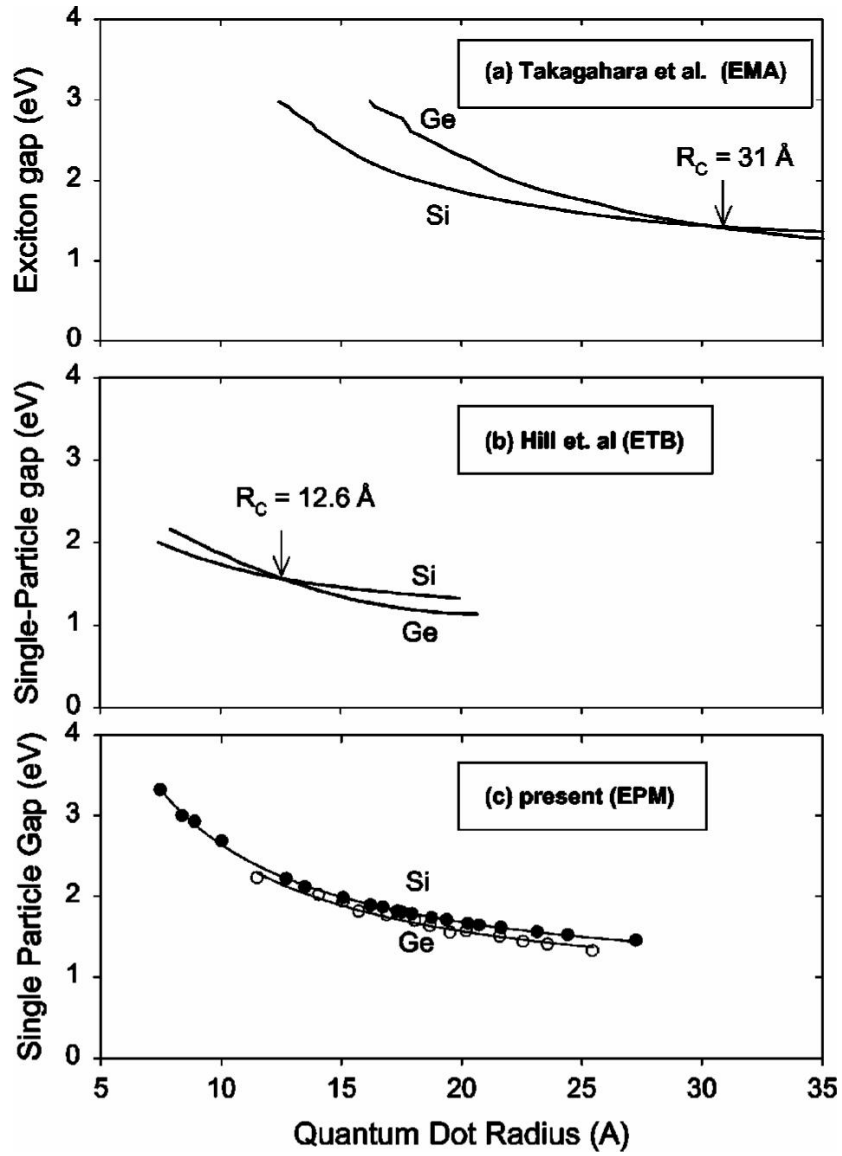 4
(a) Takagahara et al. (EMA)
3
Ge
R_C = 31 Å
2
Si
1
0
Exciton gap (eV)
4
(b) Hill et. al (ETB)
3
R_C = 12.6 Å
2
Si
1
Ge
0
Single-Particle gap (eV)
4
(c) present (EPM)
3
Si
2
Ge
1
0
Single Particle Gap (eV)
5 10 15 20 25 30 35
Quantum Dot Radius (A)